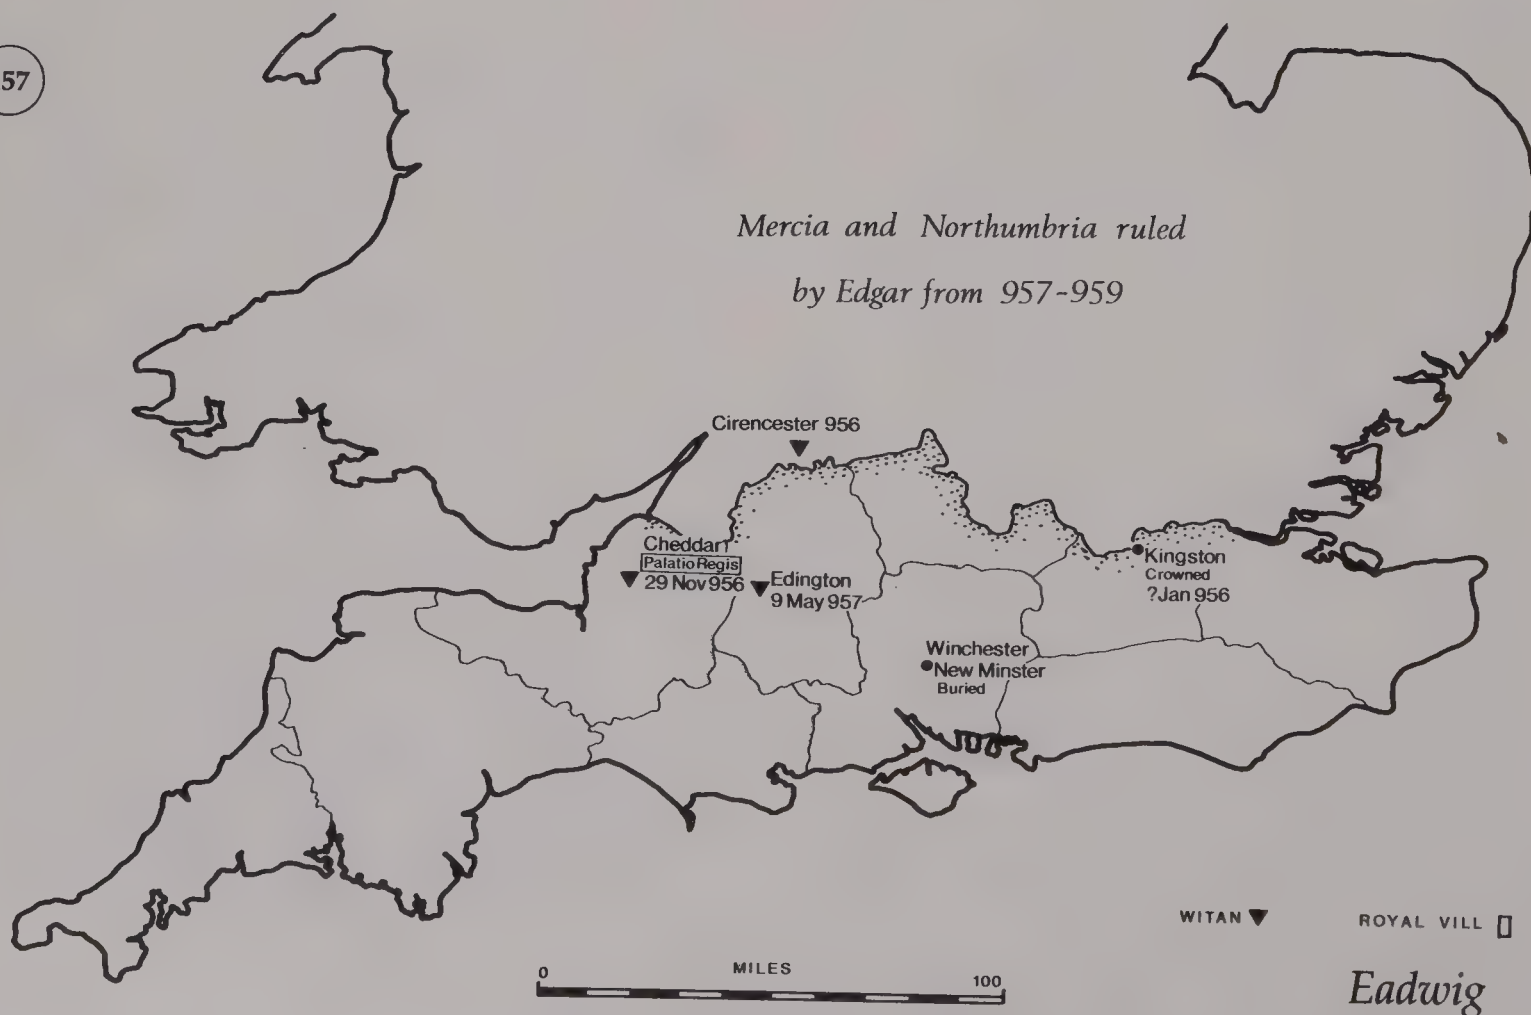 57
Mercia and Northumbria ruled
by Edgar from 957-959
Cirencester 956
Cheddar
Palatio Regis
29 Nov 956
Edington
9 May 957
Kingston
Crowned
?Jan 956
Winchester
New Minster
Buried
WITAN
ROYAL VILL
0
MILES
100
Eadwig